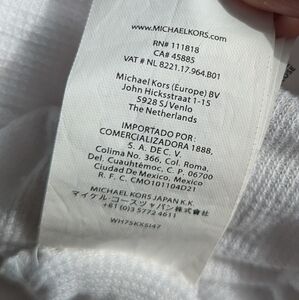 www.MICHAELKORS.com
RN# 111818
CA# 45885
VAT # NL 8221.17.964.B01
Michael Kors (Europe) BV
John Hicksstraat 1-15
5928 SJ Venlo
The Netherlands
IMPORTADO POR:
COMERCIALIZADORA 1888,
S. A. DE C. V.
Colima No. 366, Col. Roma,
Del. Cuauhtémoc, C. P. 06700
Ciudad De Mexico, Mexico
R. F. C. CMO101104D21
MICHAEL KORS JAPAN K.K.
マイケル・コースジャパン株式会社
+81 (0)3 5772 4611
WH75KXSI47